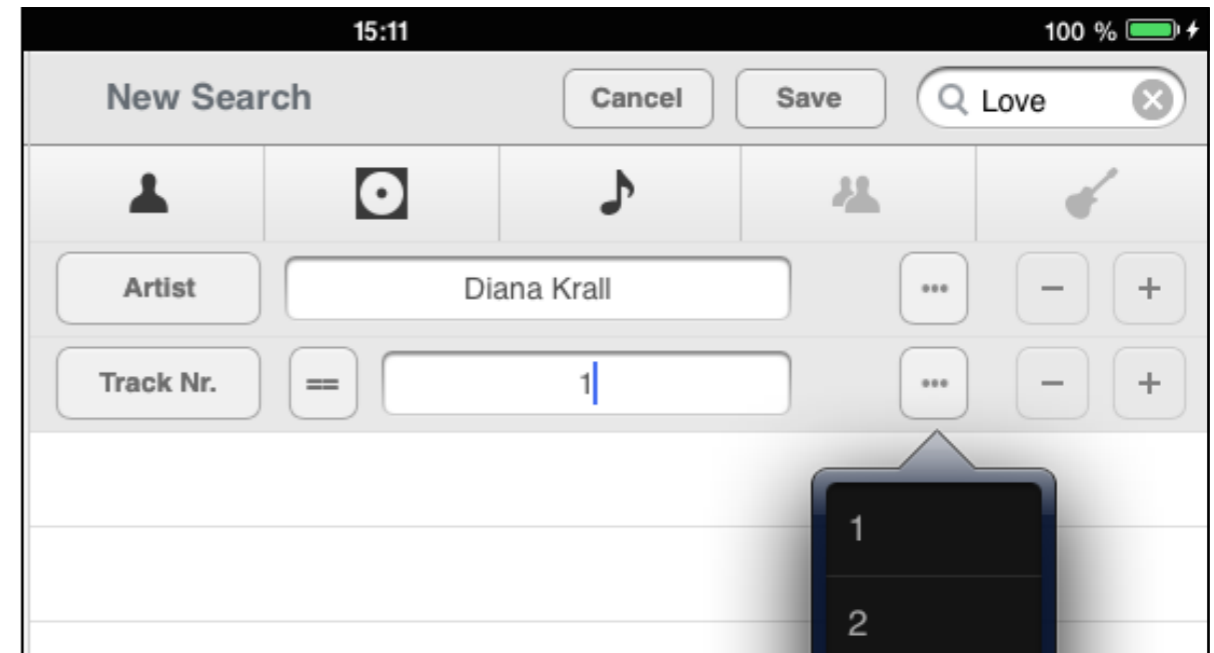 15:11 100 %
New Search Cancel Save Love
Artist Diana Krall ••• − +
Track Nr. == 1 ••• − +
1
2